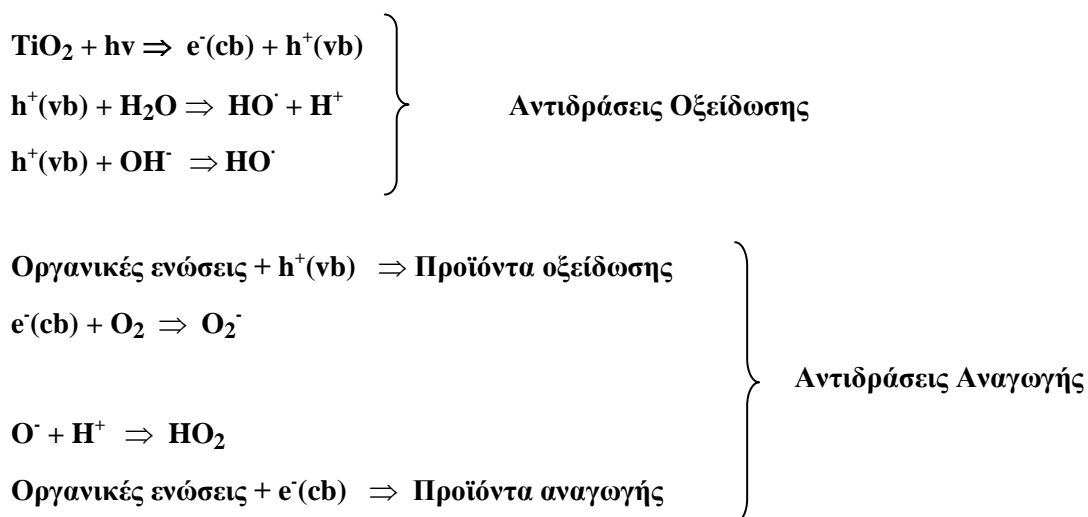 TiO₂ + hν ⇒ e⁻(cb) + h⁺(vb)
h⁺(vb) + H₂O ⇒ HO˙ + H⁺
Αντιδράσεις Οξείδωσης
h⁺(vb) + OH⁻ ⇒ HO˙
Οργανικές ενώσεις + h⁺(vb) ⇒ Προϊόντα οξείδωσης
e⁻(cb) + O₂ ⇒ O₂⁻
Αντιδράσεις Αναγωγής
O⁻ + H⁺ ⇒ HO₂
Οργανικές ενώσεις + e⁻(cb) ⇒ Προϊόντα αναγωγής